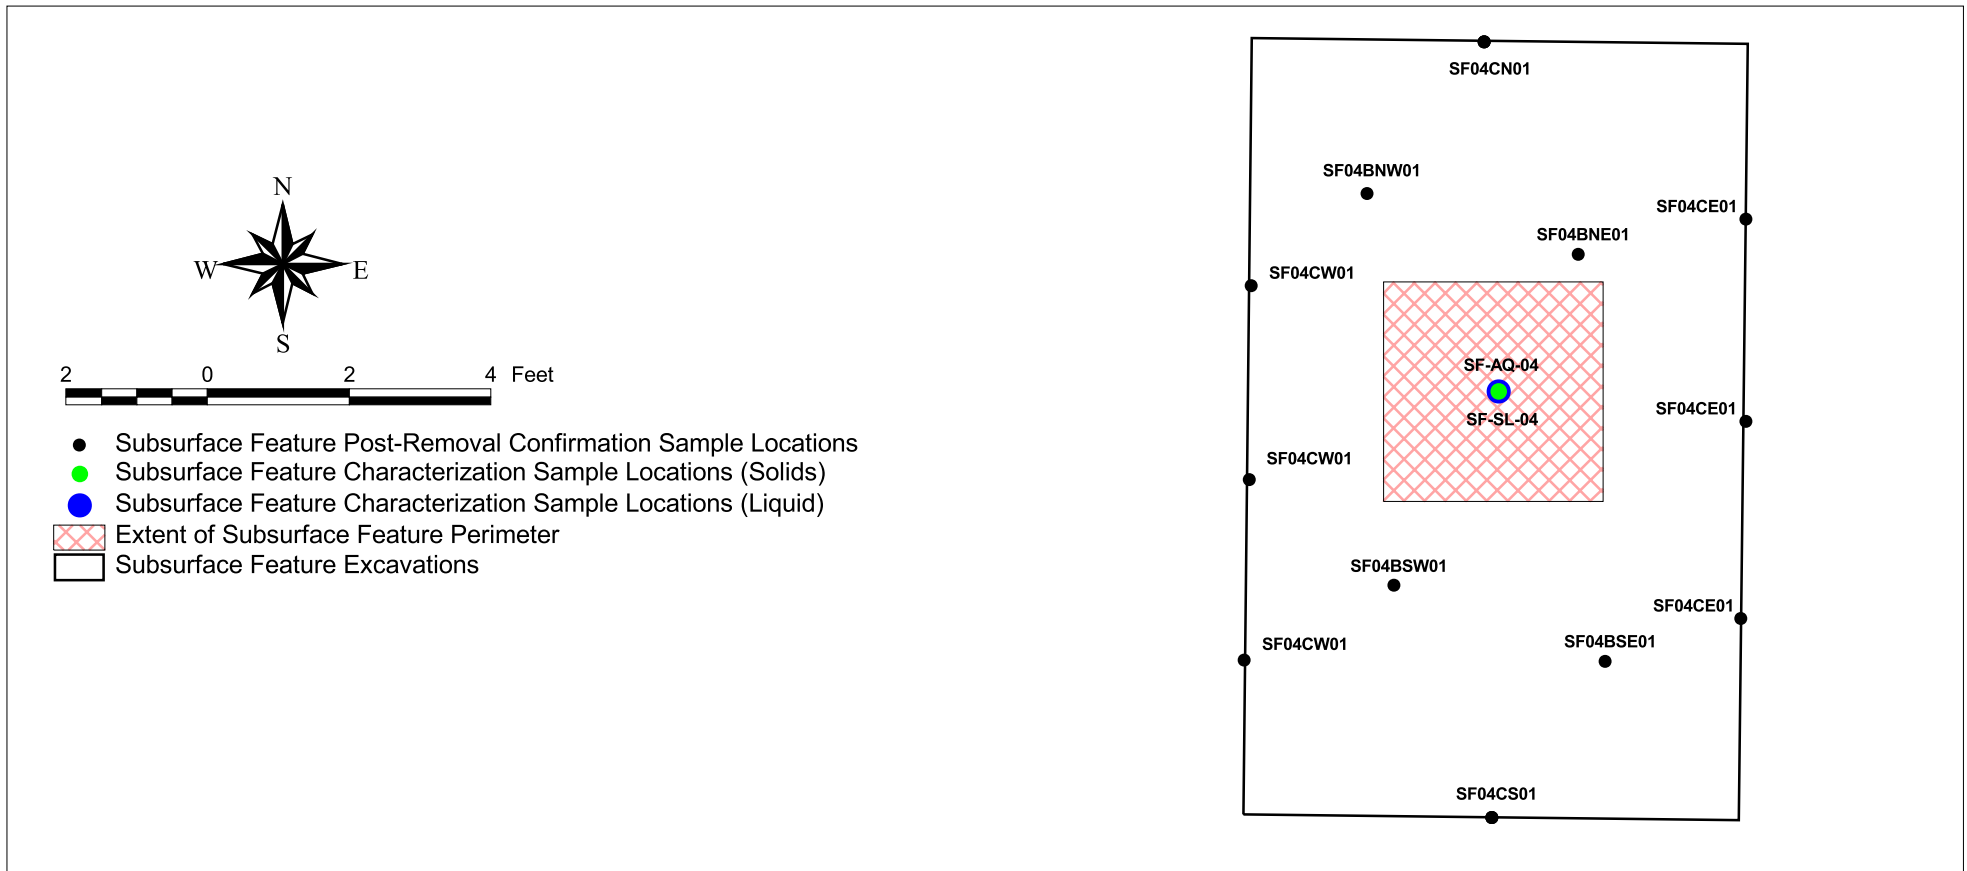 N
W
E
S
2 0 2 4 Feet
Subsurface Feature Post-Removal Confirmation Sample Locations
Subsurface Feature Characterization Sample Locations (Solids)
Subsurface Feature Characterization Sample Locations (Liquid)
Extent of Subsurface Feature Perimeter
Subsurface Feature Excavations
SF04CN01
SF04BNW01
SF04CE01
SF04BNE01
SF04CW01
SF-AQ-04
SF04CE01
SF-SL-04
SF04CW01
SF04BSW01
SF04CE01
SF04BSE01
SF04CW01
SF04CS01